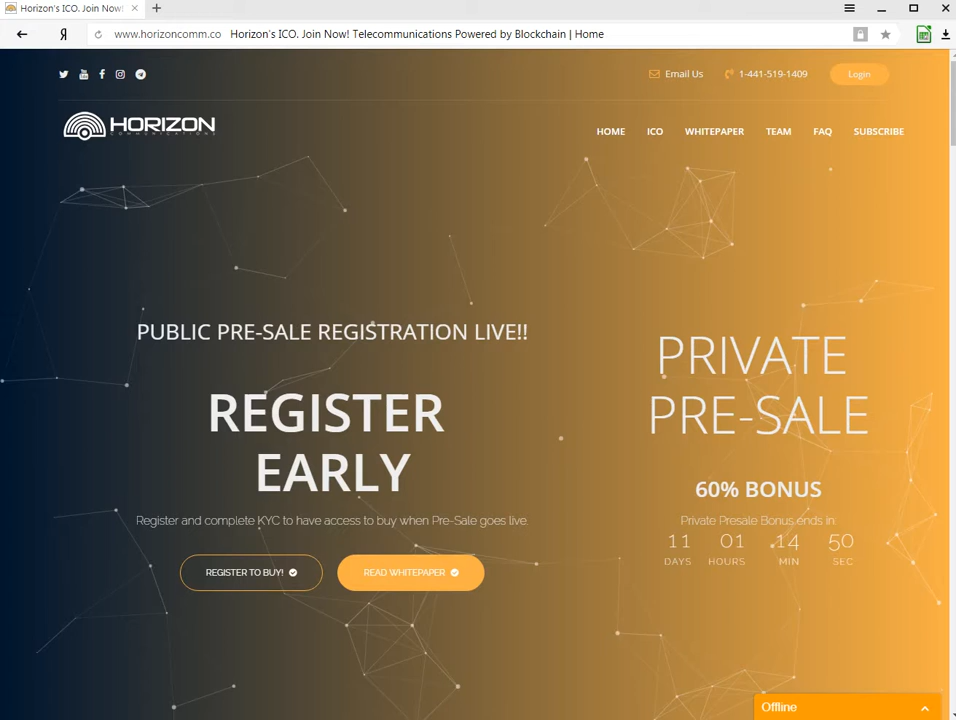 Horizon's ICO. Join Now!
www.horizoncomm.co Horizon's ICO. Join Now! Telecommunications Powered by Blockchain | Home
Email Us 1-441-519-1409 Login
HORIZON
COMMUNICATIONS
HOME ICO WHITEPAPER TEAM FAQ SUBSCRIBE
PUBLIC PRE-SALE REGISTRATION LIVE!!
REGISTER
EARLY
Register and complete KYC to have access to buy when Pre-Sale goes live.
REGISTER TO BUY! READ WHITEPAPER
PRIVATE
PRE-SALE
60% BONUS
Private Presale Bonus ends in:
11 01 14 50
DAYS HOURS MIN SEC
Offline